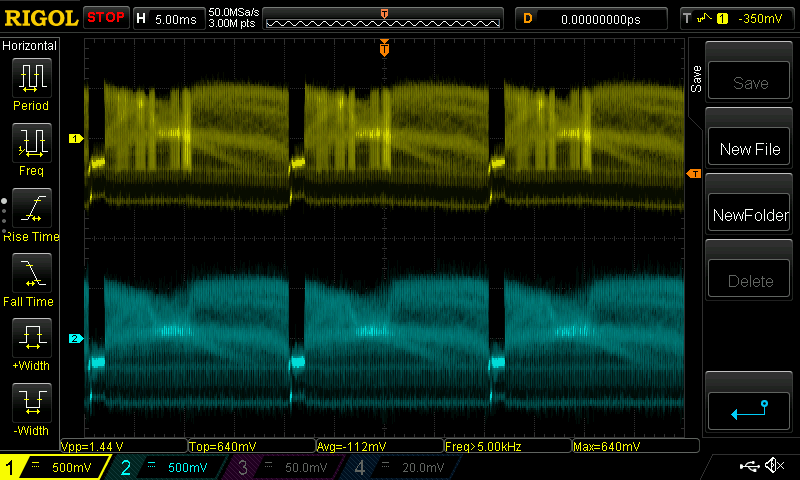 RIGOL STOP H 5.00ms 50.0MSa/s 3.00M pts D 0.00000000ps T 1 -350mV
T
Horizontal
Period
Freq
Rise Time
Fall Time
+Width
-Width
1
2
T
Save
Save
New File
NewFolder
Delete
Vpp=1.44 V Top=640mV Avg=-112mV Freq>5.00kHz Max=640mV
1 = 500mV 2 = 500mV 3 = 50.0mV 4 = 20.0mV